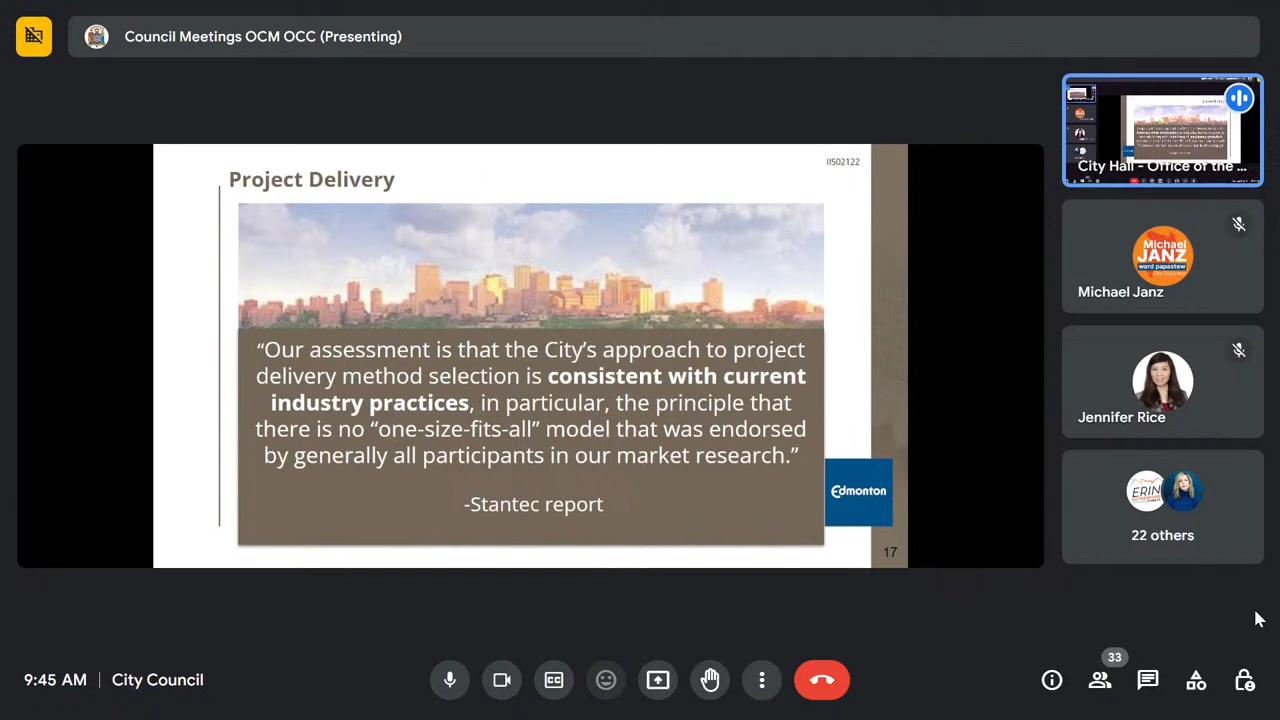 Council Meetings OCM OCC (Presenting)
IIS02122
Project Delivery
“Our assessment is that the City’s approach to project
delivery method selection is consistent with current
industry practices, in particular, the principle that
there is no “one-size-fits-all” model that was endorsed
by generally all participants in our market research.”
-Stantec report
Edmonton
17
City Hall - Office of the ...
Michael
JANZ
ward papastew
Michael Janz
Jennifer Rice
ERIN
22 others
9:45 AM
City Council
33